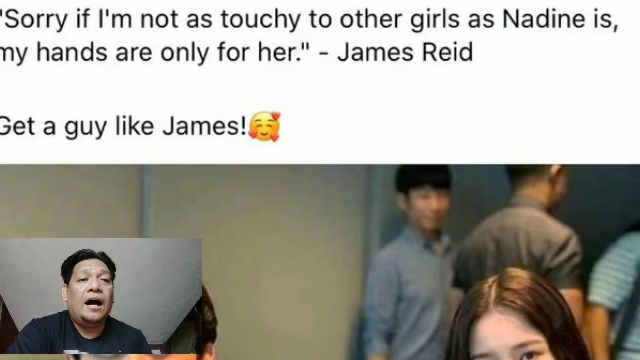 "Sorry if I'm not as touchy to other girls as Nadine is,
my hands are only for her." - James Reid
Get a guy like James!🥰